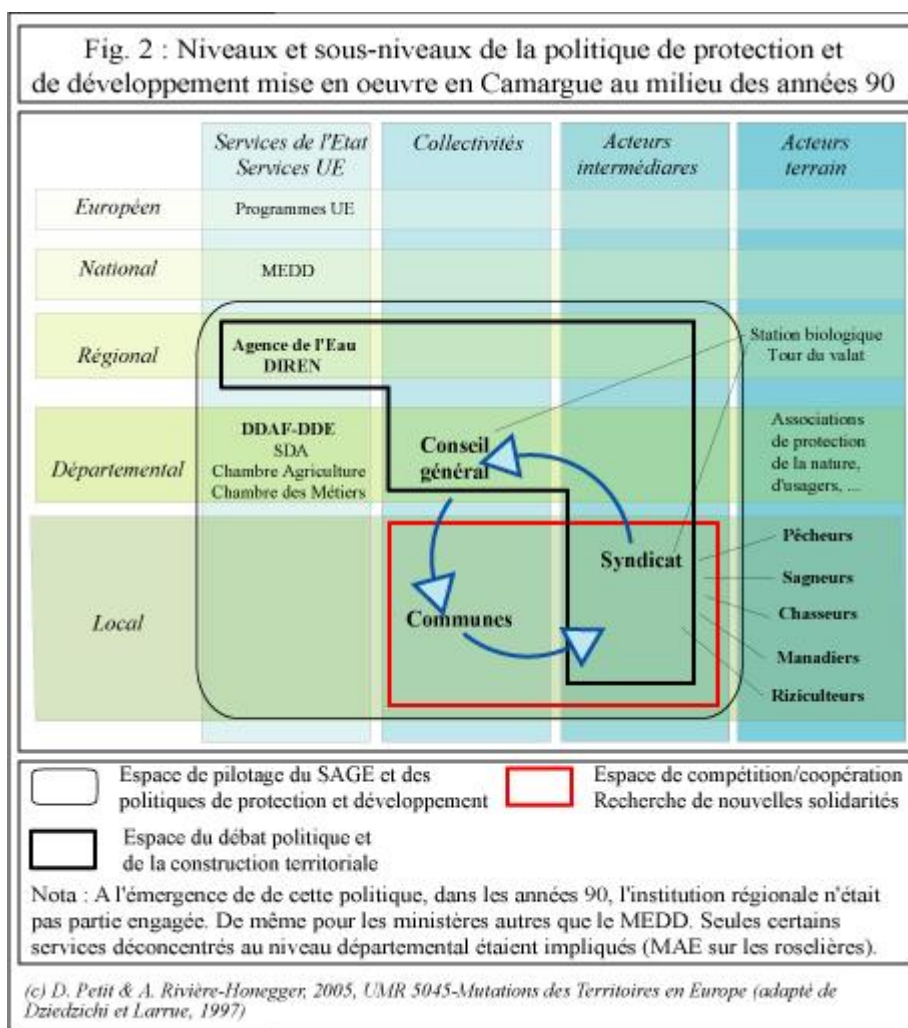 Fig. 2 : Niveaux et sous-niveaux de la politique de protection et
de développement mise en oeuvre en Camargue au milieu des années 90
Services de l'Etat
Services UE
Collectivités
Acteurs
intermédiares
Acteurs
terrain
Européen
Programmes UE
National
MEDD
Régional
Agence de l'Eau
DIREN
Station biologique
Tour du valat
Départemental
DDAF-DDE
SDA
Chambre Agriculture
Chambre des Métiers
Conseil
général
Associations
de protection
de la nature,
d'usagers, ...
Local
Communes
Syndicat
Pêcheurs
Sagneurs
Chasseurs
Manadiers
Riziculteurs
Espace de pilotage du SAGE et des
politiques de protection et développement
Espace de compétition/coopération
Recherche de nouvelles solidarités
Espace du débat politique et
de la construction territoriale
Nota : A l'émergence de de cette politique, dans les années 90, l'institution régionale n'était
pas partie engagée. De même pour les ministères autres que le MEDD. Seules certains
services déconcentrés au niveau départemental étaient impliqués (MAE sur les roselières).
(c) D. Petit & A. Rivière-Honegger, 2005, UMR 5045-Mutations des Territoires en Europe (adapté de
Dziedzichi et Larrue, 1997)